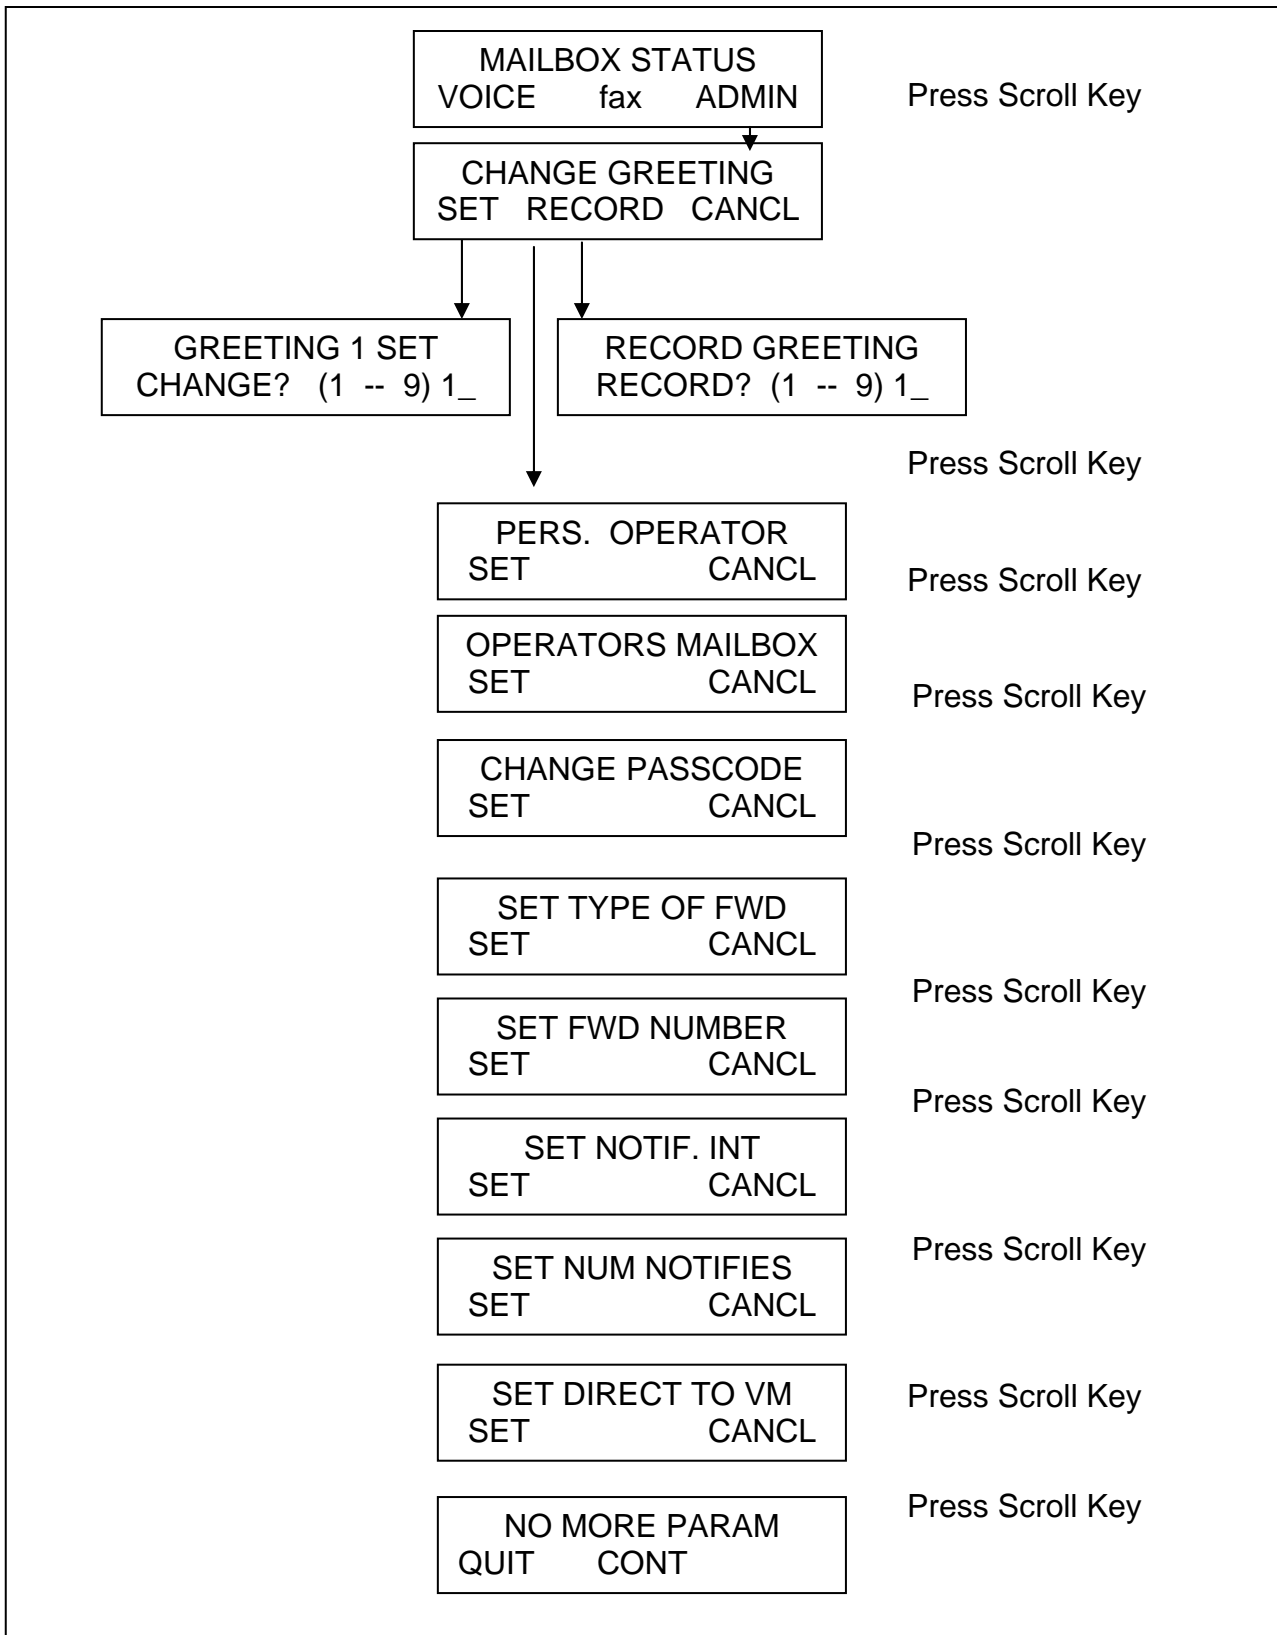 MAILBOX STATUS
VOICE fax ADMIN
Press Scroll Key
CHANGE GREETING
SET RECORD CANCL
GREETING 1 SET
CHANGE? (1 -- 9) 1_
RECORD GREETING
RECORD? (1 -- 9) 1_
Press Scroll Key
PERS. OPERATOR
SET CANCL
Press Scroll Key
OPERATORS MAILBOX
SET CANCL
Press Scroll Key
CHANGE PASSCODE
SET CANCL
Press Scroll Key
SET TYPE OF FWD
SET CANCL
Press Scroll Key
SET FWD NUMBER
SET CANCL
Press Scroll Key
SET NOTIF. INT
SET CANCL
Press Scroll Key
SET NUM NOTIFIES
SET CANCL
Press Scroll Key
SET DIRECT TO VM
SET CANCL
Press Scroll Key
NO MORE PARAM
QUIT CONT